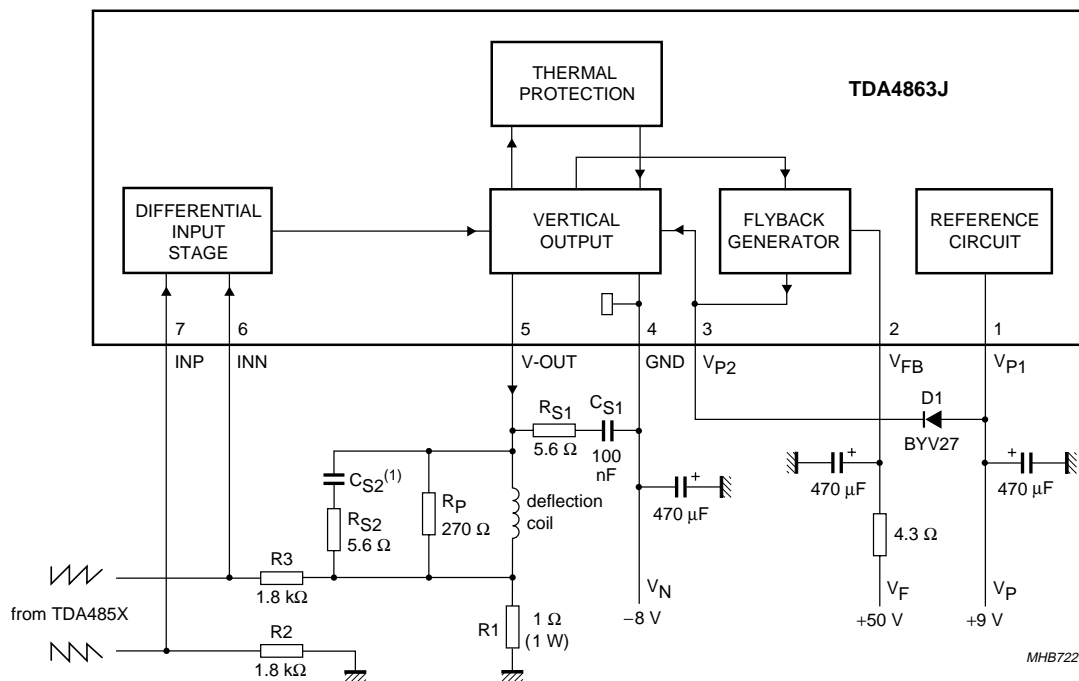 THERMAL
PROTECTION
TDA4863J
DIFFERENTIAL
INPUT
STAGE
VERTICAL
OUTPUT
FLYBACK
GENERATOR
REFERENCE
CIRCUIT
7 6 5 4 3 2 1
INP INN V-OUT GND VP2 VFB VP1
D1
BYV27
RS1
5.6 Ω
CS1
100
nF
CS2(1)
RP
270 Ω
deflection
coil
RS2
5.6 Ω
470 μF
470 μF
470 μF
4.3 Ω
R3
1.8 kΩ
from TDA485X
R2
1.8 kΩ
R1
1 Ω
(1 W)
VN
−8 V
VF
+50 V
VP
+9 V
+
+
+
MHB722